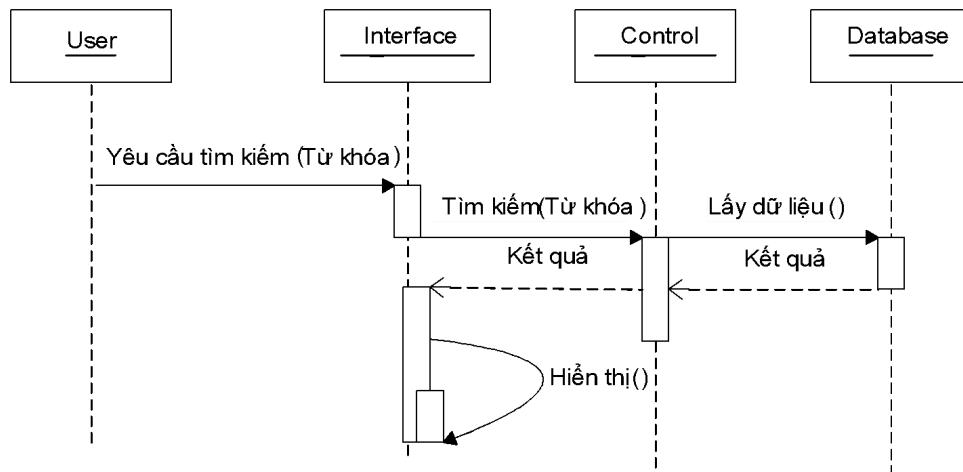 User
Interface
Control
Database
Yêu cầu tìm kiếm (Từ khóa)
Tìm kiếm(Từ khóa )
Lấy dữ liệu ()
Kết quả
Kết quả
Hiển thị ()